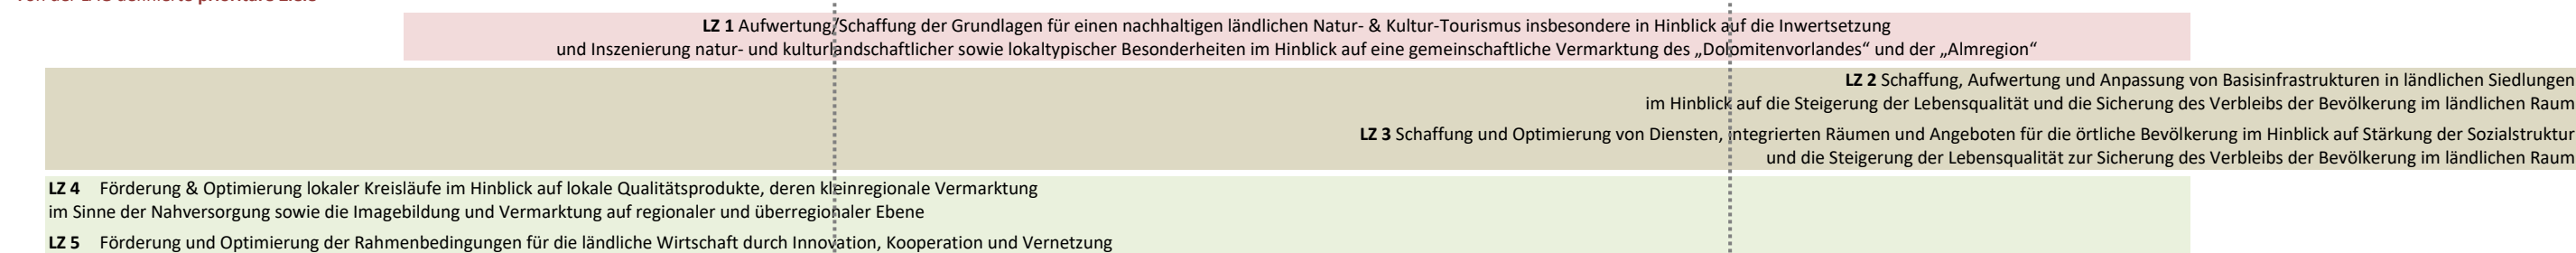 LZ 1 Aufwertung/Schaffung der Grundlagen für einen nachhaltigen ländlichen Natur- & Kultur-Tourismus insbesondere in Hinblick auf die Inwertsetzung
und Inszenierung natur- und kulturlandschaftlicher sowie lokaltypischer Besonderheiten im Hinblick auf eine gemeinschaftliche Vermarktung des „Dolomitenvorlandes“ und der „Almregion“
LZ 2 Schaffung, Aufwertung und Anpassung von Basisinfrastrukturen in ländlichen Siedlungen
im Hinblick auf die Steigerung der Lebensqualität und die Sicherung des Verbleibs der Bevölkerung im ländlichen Raum
LZ 3 Schaffung und Optimierung von Diensten, integrierten Räumen und Angeboten für die örtliche Bevölkerung im Hinblick auf Stärkung der Sozialstruktur
und die Steigerung der Lebensqualität zur Sicherung des Verbleibs der Bevölkerung im ländlichen Raum
LZ 4 Förderung & Optimierung lokaler Kreisläufe im Hinblick auf lokale Qualitätsprodukte, deren kleinregionale Vermarktung
im Sinne der Nahversorgung sowie die Imagebildung und Vermarktung auf regionaler und überregionaler Ebene
LZ 5 Förderung und Optimierung der Rahmenbedingungen für die ländliche Wirtschaft durch Innovation, Kooperation und Vernetzung